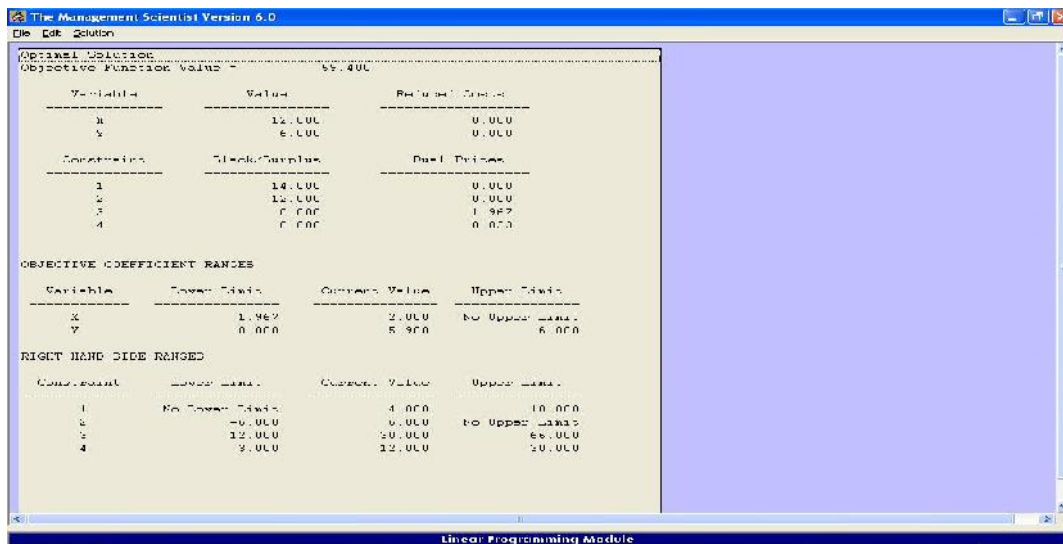 The Management Scientist Version 6.0
File Edit Solution
Optimal Solution
Objective Function Value = 59.400
Variable Value Reduced Costs
X 12.000 0.000
Y 6.000 0.000
Constraint Slack/Surplus Dual Prices
1 14.000 0.000
2 12.000 0.000
3 0.000 1.967
4 0.000 0.033
OBJECTIVE COEFFICIENT RANGES
Variable Lower Limit Current Value Upper Limit
X 1.967 2.000 No Upper Limit
Y 0.000 5.900 6.000
RIGHT HAND SIDE RANGES
Constraint Lower Limit Current Value Upper Limit
1 No Lower Limit 4.000
2 -6.000 6.000 No Upper Limit
3 12.000 30.000 66.000
4 3.000 12.000 30.000
Linear Programming Module